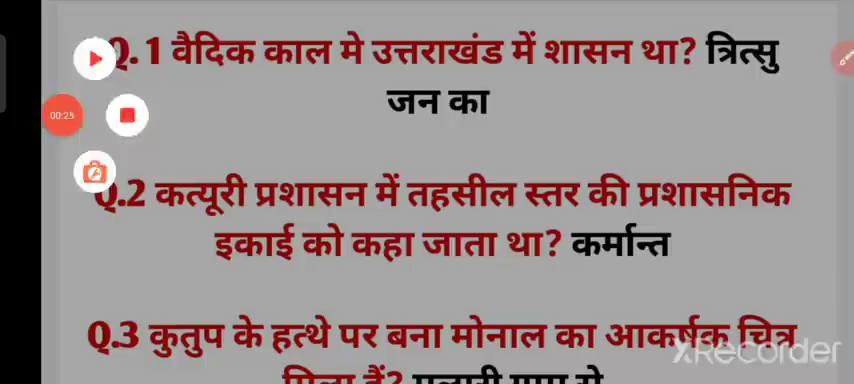 Q.1 वैदिक काल मे उत्तराखंड में शासन था? त्रित्सु
जन का
00:25
Q.2 कत्यूरी प्रशासन में तहसील स्तर की प्रशासनिक
इकाई को कहा जाता था? कर्मान्त
Q.3 कुतुप के हत्थे पर बना मोनाल का आकर्षक चित्र
XRecorder
मिला हैं? मलारी ग्राम से